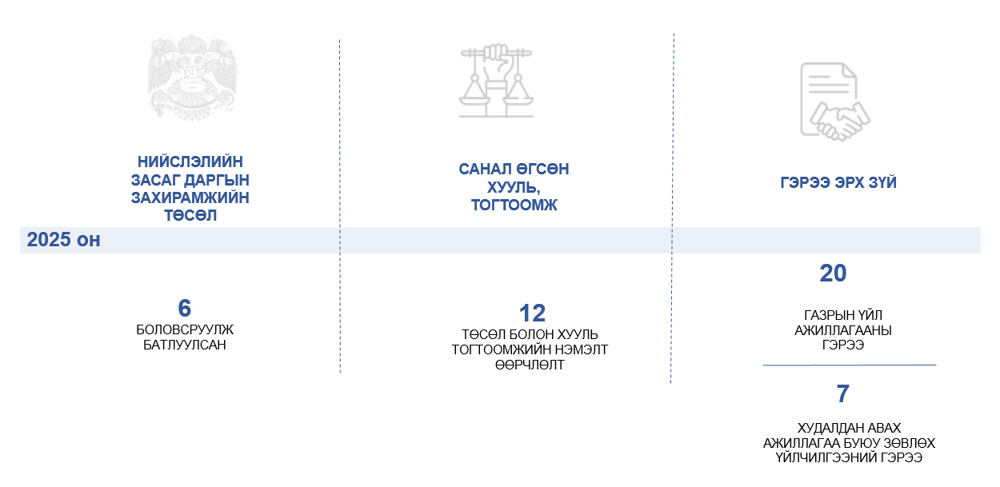 НИЙСЛЭЛИЙН
ЗАСАГ ДАРГЫН
ЗАХИРАМЖИЙН
ТӨСӨЛ
САНАЛ ӨГСӨН
ХУУЛЬ,
ТОГТООМЖ
ГЭРЭЭ ЭРХ ЗҮЙ
2025 он
6
БОЛОВСРУУЛЖ
БАТЛУУЛСАН
12
ТӨСӨЛ БОЛОН ХУУЛЬ
ТОГТООМЖИЙН НЭМЭЛТ
ӨӨРЧЛӨЛТ
20
ГАЗРЫН ҮЙЛ
АЖИЛЛАГААНЫ
ГЭРЭЭ
7
ХУДАЛДАН АВАХ
АЖИЛЛАГАА БУЮУ ЗӨВЛӨХ
ҮЙЛЧИЛГЭЭНИЙ ГЭРЭЭ